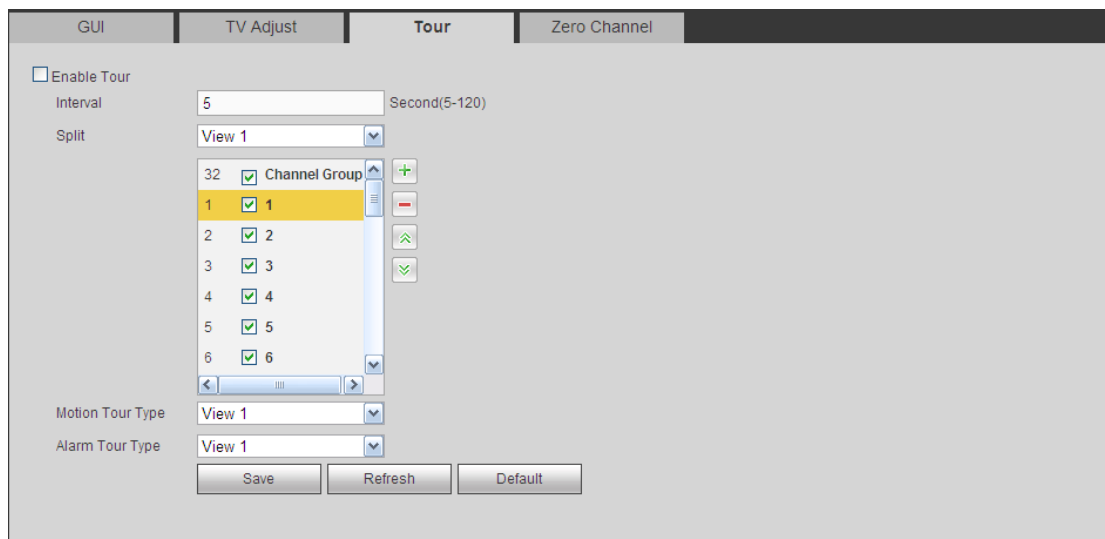 GUI TV Adjust Tour Zero Channel
Enable Tour
Interval 5 Second(5-120)
Split View 1
32 Channel Group
1 1
2 2
3 3
4 4
5 5
6 6
Motion Tour Type View 1
Alarm Tour Type View 1
Save Refresh Default